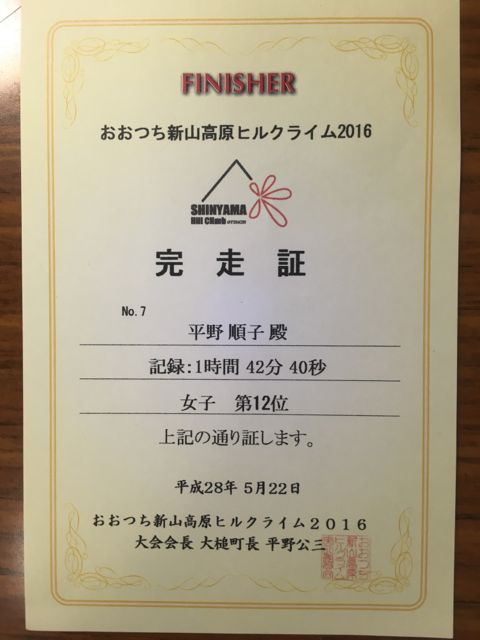 FINISHER
おおつち新山高原ヒルクライム2016
SHINYAMA
Hill Climb
完走証
No.7
平野 順子 殿
記録:1時間 42分 40秒
女子 第12位
上記の通り証します。
平成28年 5月22日
おおつち新山高原ヒルクライム2016
大会会長 大槌町長 平野公三